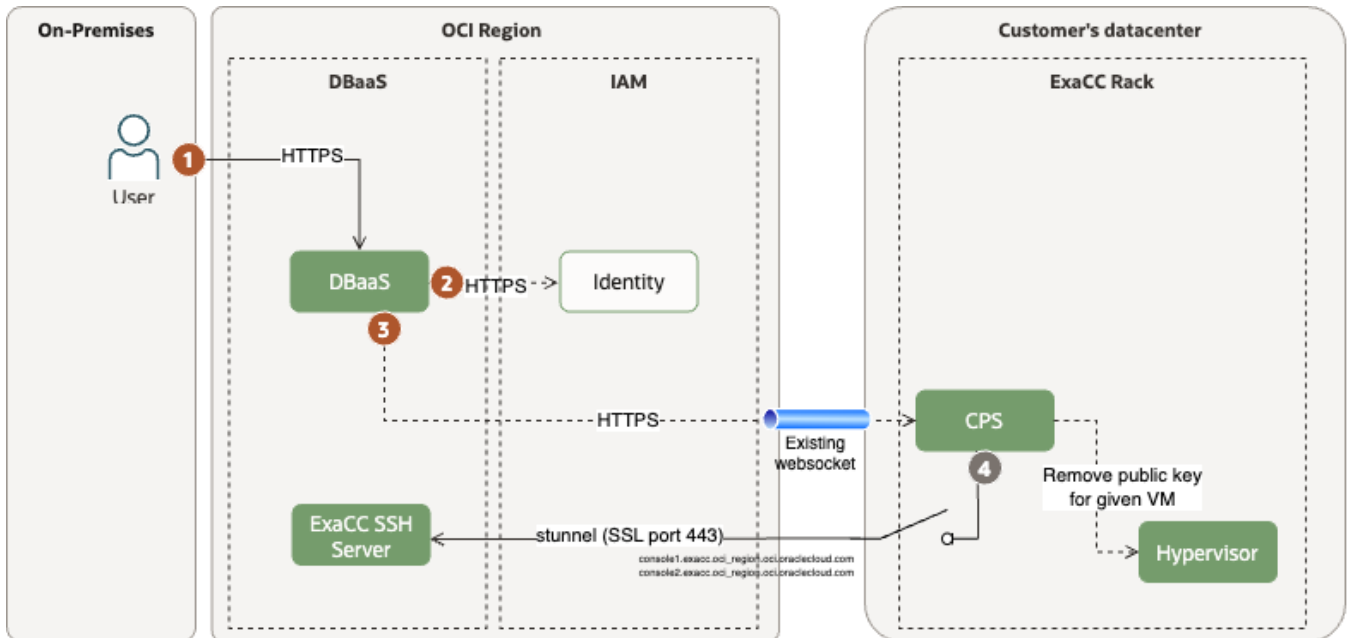 On-Premises
OCI Region
Customer's datacenter
DBaaS
IAM
ExaCC Rack
1
HTTPS
User
DBaaS
2
HTTPS
Identity
3
HTTPS
Existing
websocket
CPS
4
Remove public key
for given VM
ExaCC SSH
Server
stunnel (SSL port 443)
console1.exacc.oci_region.oci.oraclecloud.com
console2.exacc.oci_region.oci.oraclecloud.com
Hypervisor